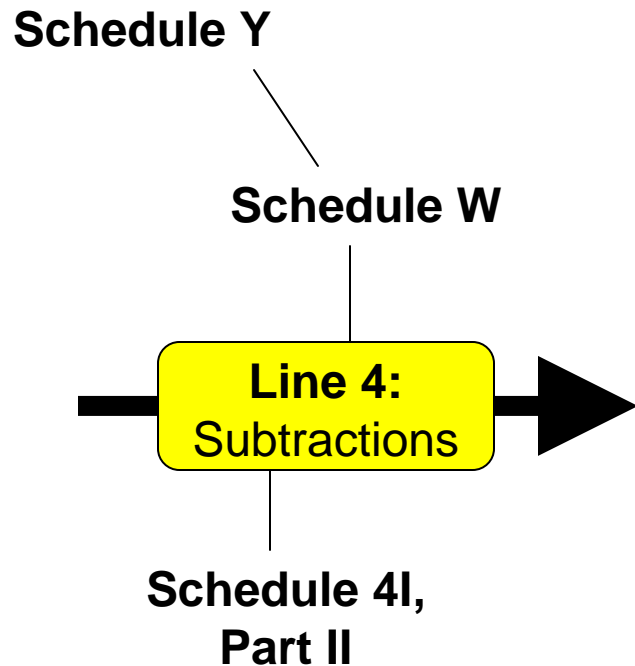 Schedule Y
Schedule W
Line 4:
Subtractions
Schedule 4I,
Part II